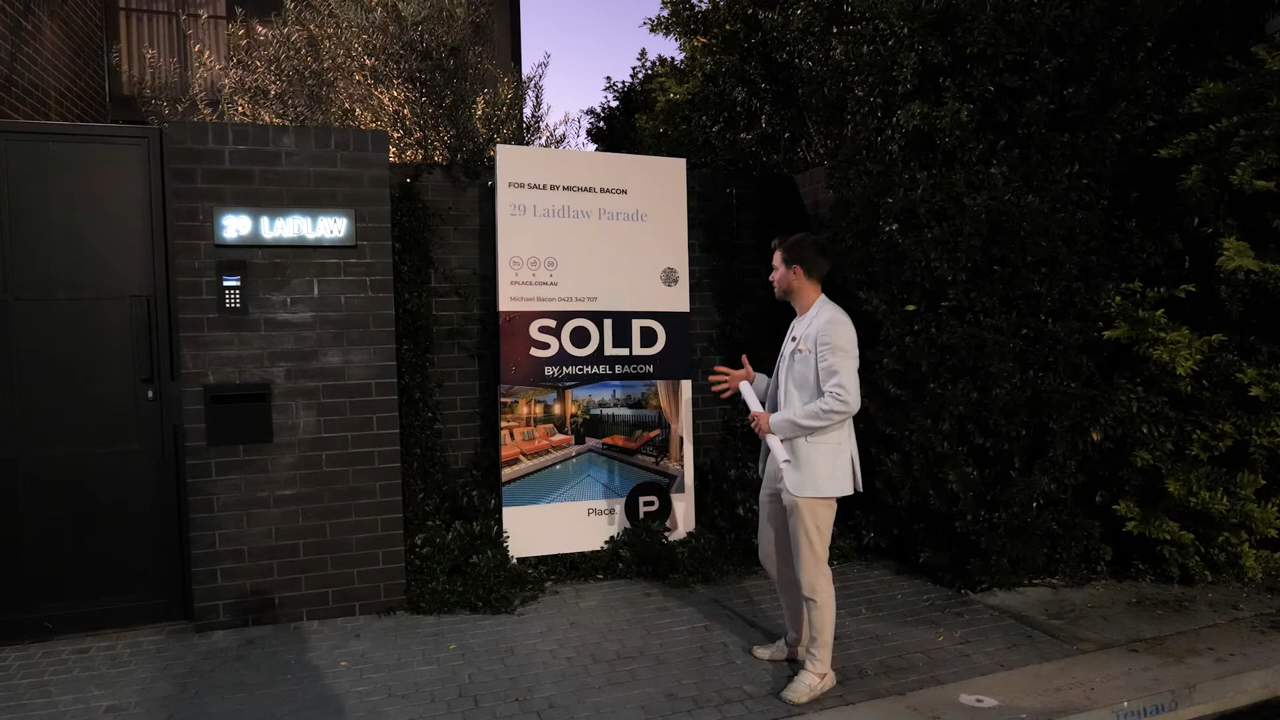 29 LAIDLAW
FOR SALE BY MICHAEL BACON
29 Laidlaw Parade
EPLACE.COM.AU
Michael Bacon 0423 342 707
SOLD
BY MICHAEL BACON
Place.
P